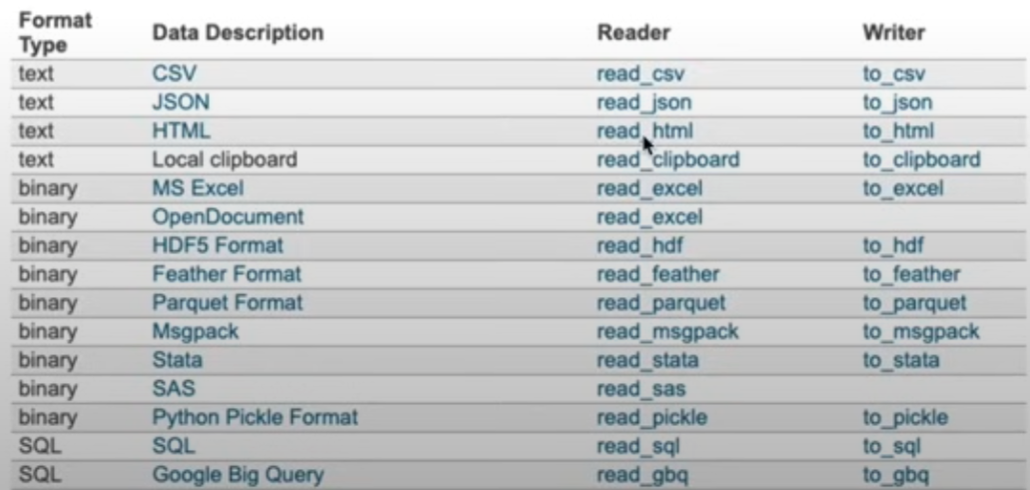 Format Type Data Description Reader Writer
text CSV read_csv to_csv
text JSON read_json to_json
text HTML read_html to_html
text Local clipboard read_clipboard to_clipboard
binary MS Excel read_excel to_excel
binary OpenDocument read_excel
binary HDF5 Format read_hdf to_hdf
binary Feather Format read_feather to_feather
binary Parquet Format read_parquet to_parquet
binary Msgpack read_msgpack to_msgpack
binary Stata read_stata to_stata
binary SAS read_sas
binary Python Pickle Format read_pickle to_pickle
SQL SQL read_sql to_sql
SQL Google Big Query read_gbq to_gbq